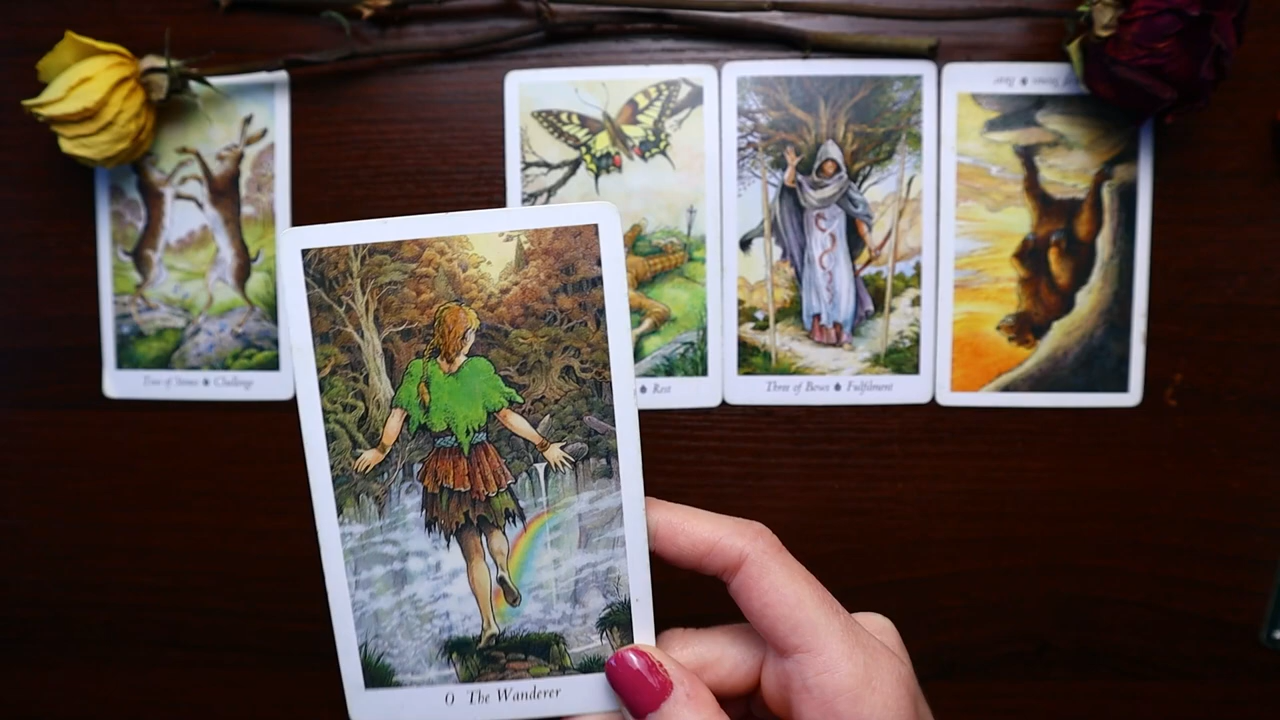 Two of Stones Challenge
Rest
Three of Bows Fulfilment
0 The Wanderer